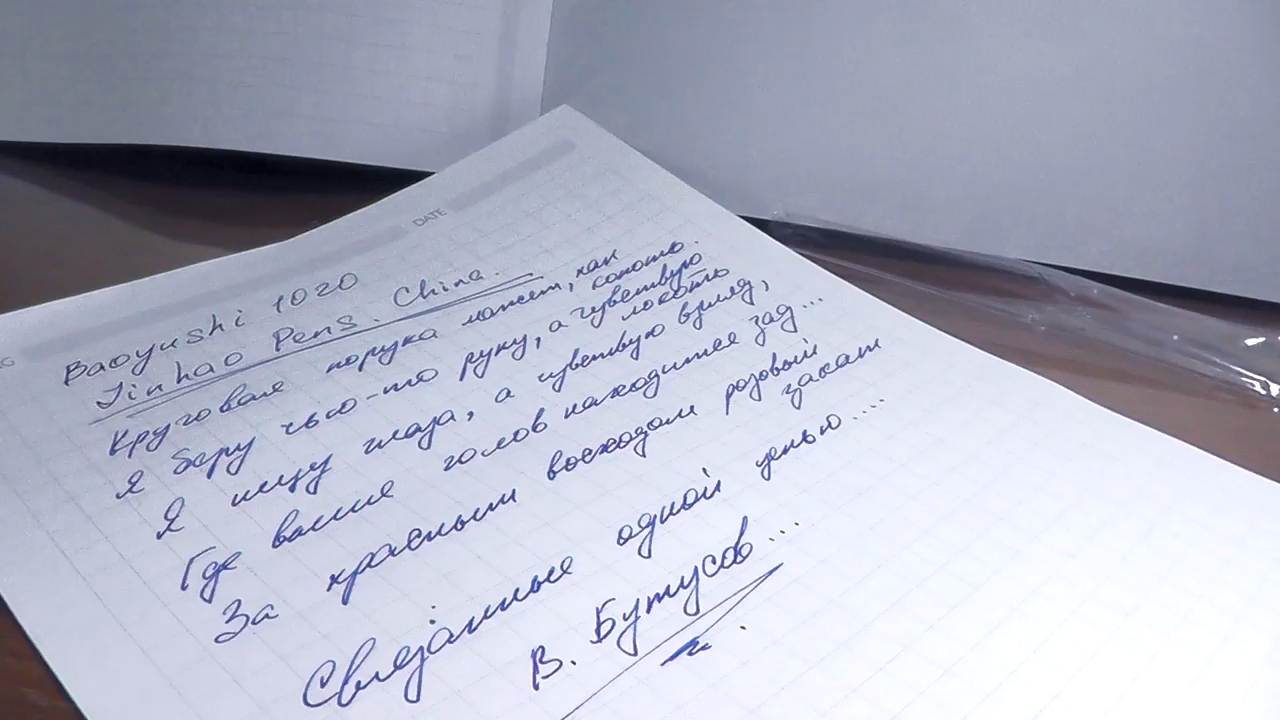 DATE
Baoyushi 1020
Jinhao Pens. China.
Круговая порука мажет, как копоть.
Я беру чью-то руку, а чувствую локоть
Я ищу глаза, а чувствую взгляд,
Где выше голов находится зад...
За красным восходом розовый закат
Связанные одной цепью....
В. Бутусов...